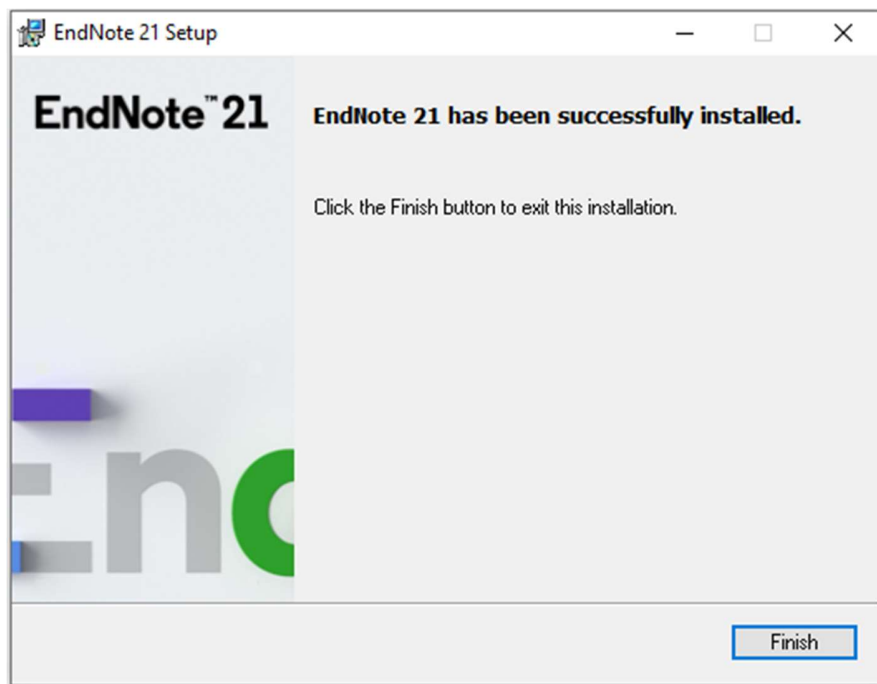 EndNote 21 Setup
EndNote™21
EndNote 21 has been successfully installed.
Click the Finish button to exit this installation.
En
Finish